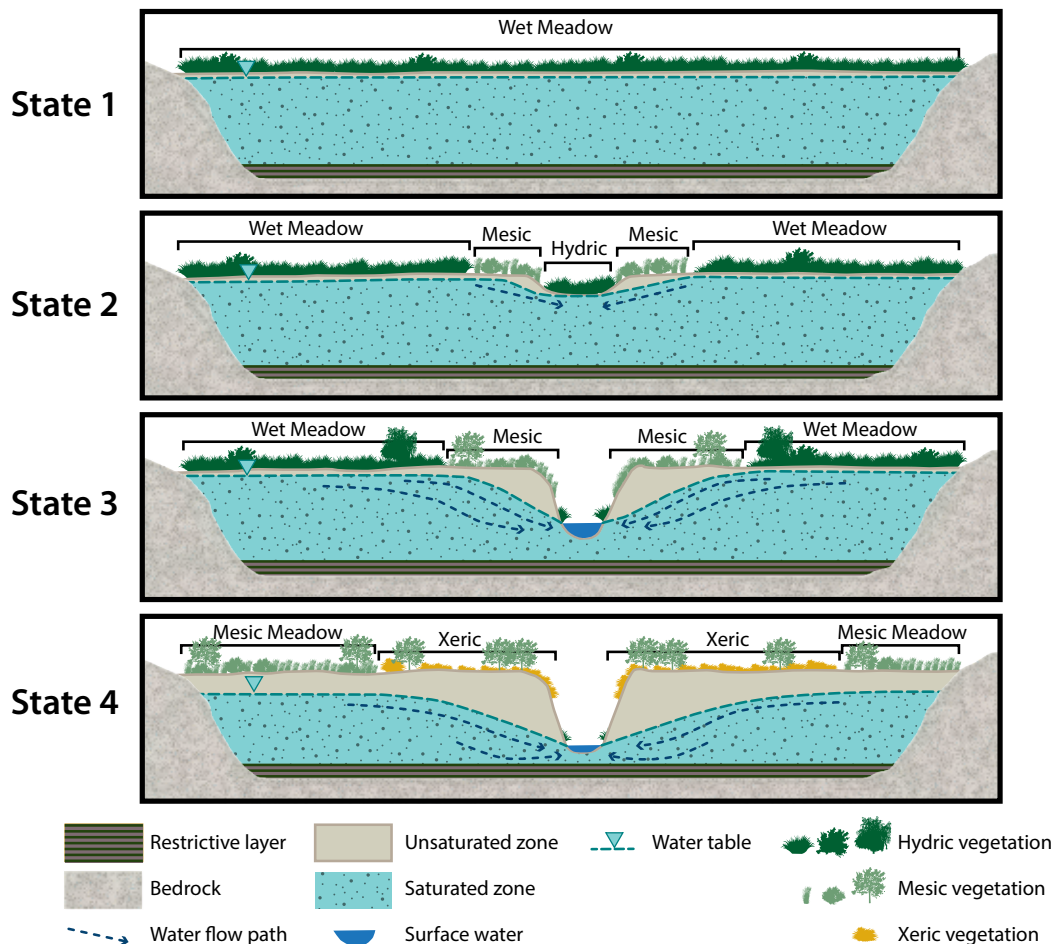 Wet Meadow
State 1
Wet Meadow Mesic Hydric Mesic Wet Meadow
State 2
Wet Meadow Mesic Mesic Wet Meadow
State 3
Mesic Meadow Xeric Xeric Mesic Meadow
State 4
Restrictive layer Unsaturated zone Water table Hydric vegetation
Bedrock Saturated zone Mesic vegetation
Water flow path Surface water Xeric vegetation